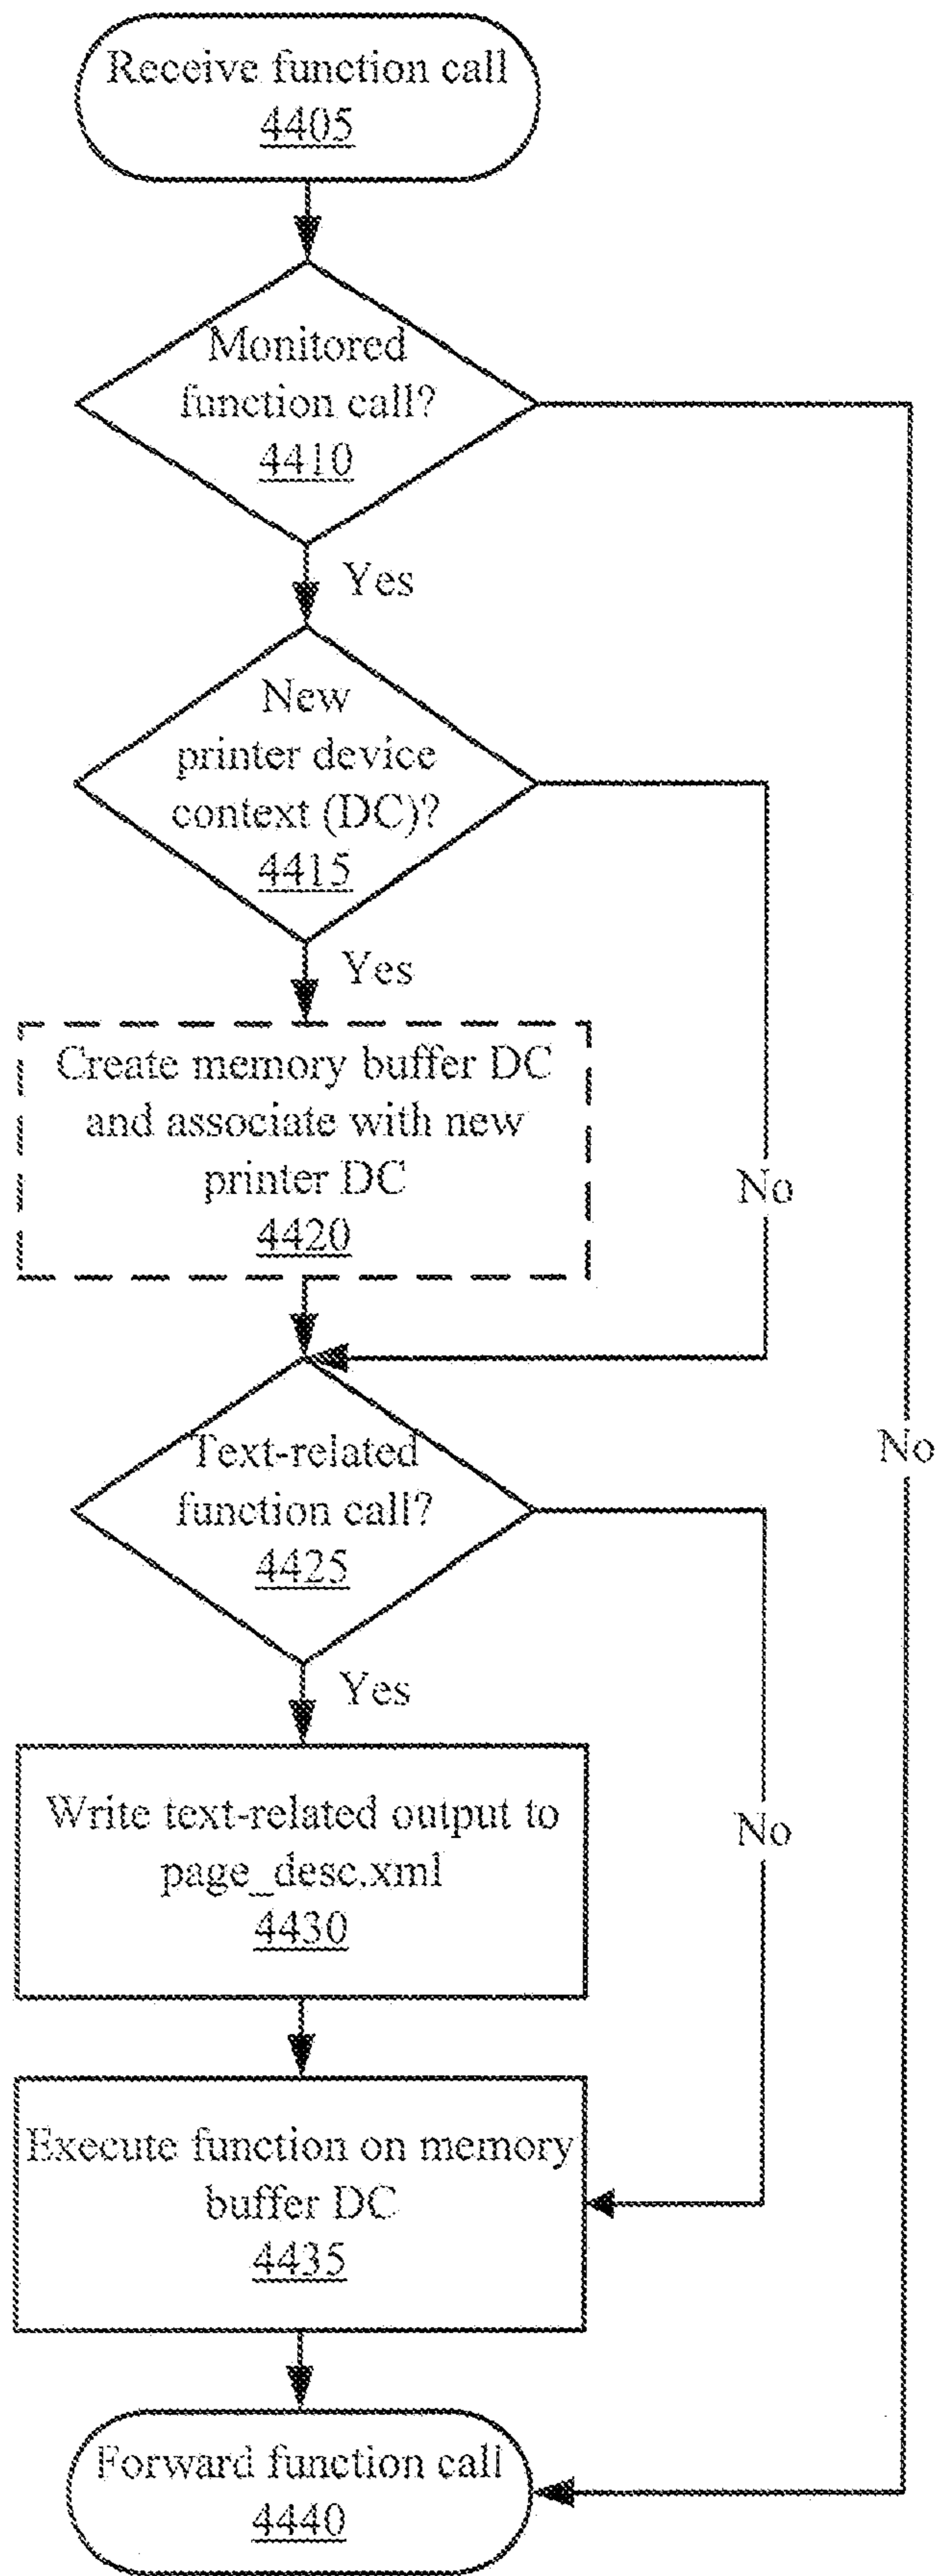 Receive function call
4405
Monitored
function call?
4410
Yes
New
printer device
context (DC)?
4415
Yes
Create memory buffer DC
and associate with new
printer DC
4420
No
Text-related
function call?
4425
No
Yes
Write text-related output to
page_desc.xml
4430
No
Execute function on memory
buffer DC
4435
Forward function call
4440